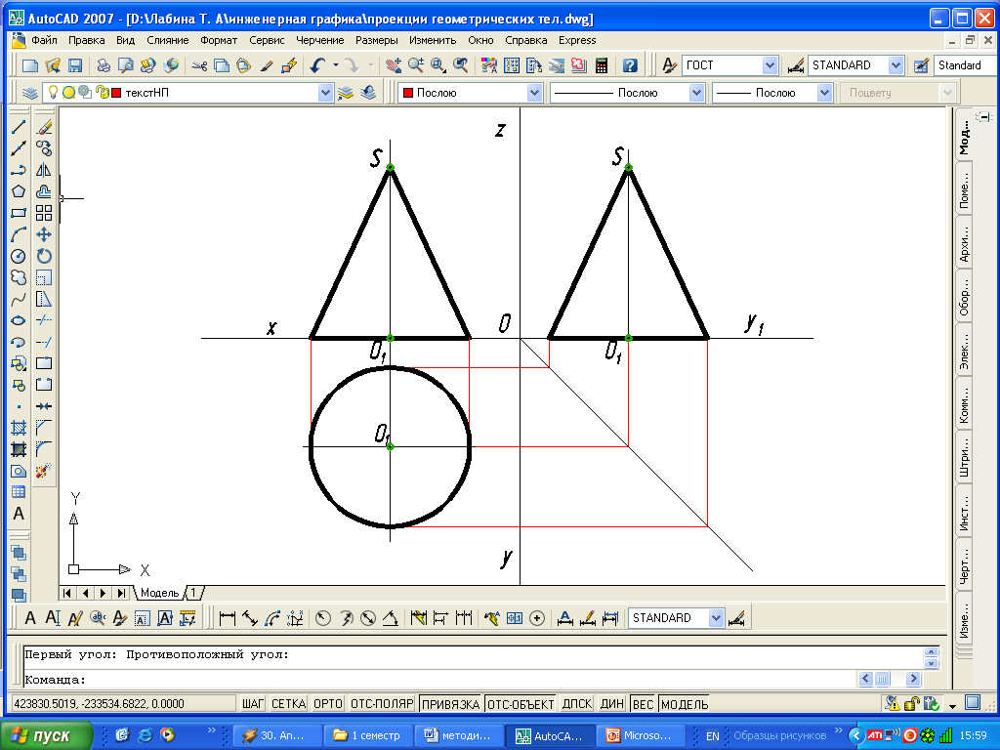 AutoCAD 2007 - [D:\Лабина Т. А\инженерная графика\проекции геометрических тел.dwg]
Файл Правка Вид Слияние Формат Сервис Черчение Размеры Изменить Окно Справка Express
ГОСТ STANDARD Standard
текстНП Послою Послою Послою Поцвету
z
S S
x O y1
O1 O1
O1
y
Y
X
Мод...
Поме...
Архи...
Обор...
Элек...
Комм...
Штри...
Инст...
Черт...
Изме...
Модель 1
STANDARD
Первый угол: Противоположный угол:
Команда:
423830.5019, -233534.6822, 0.0000 ШАГ СЕТКА ОРТО ОТС-ПОЛЯР ПРИВЯЗКА ОТС-ОБЪЕКТ ДПСК ДИН ВЕС МОДЕЛЬ
пуск 30. An... 1 семестр методи... AutoCA... Microso... EN Образцы рисунков 15:59